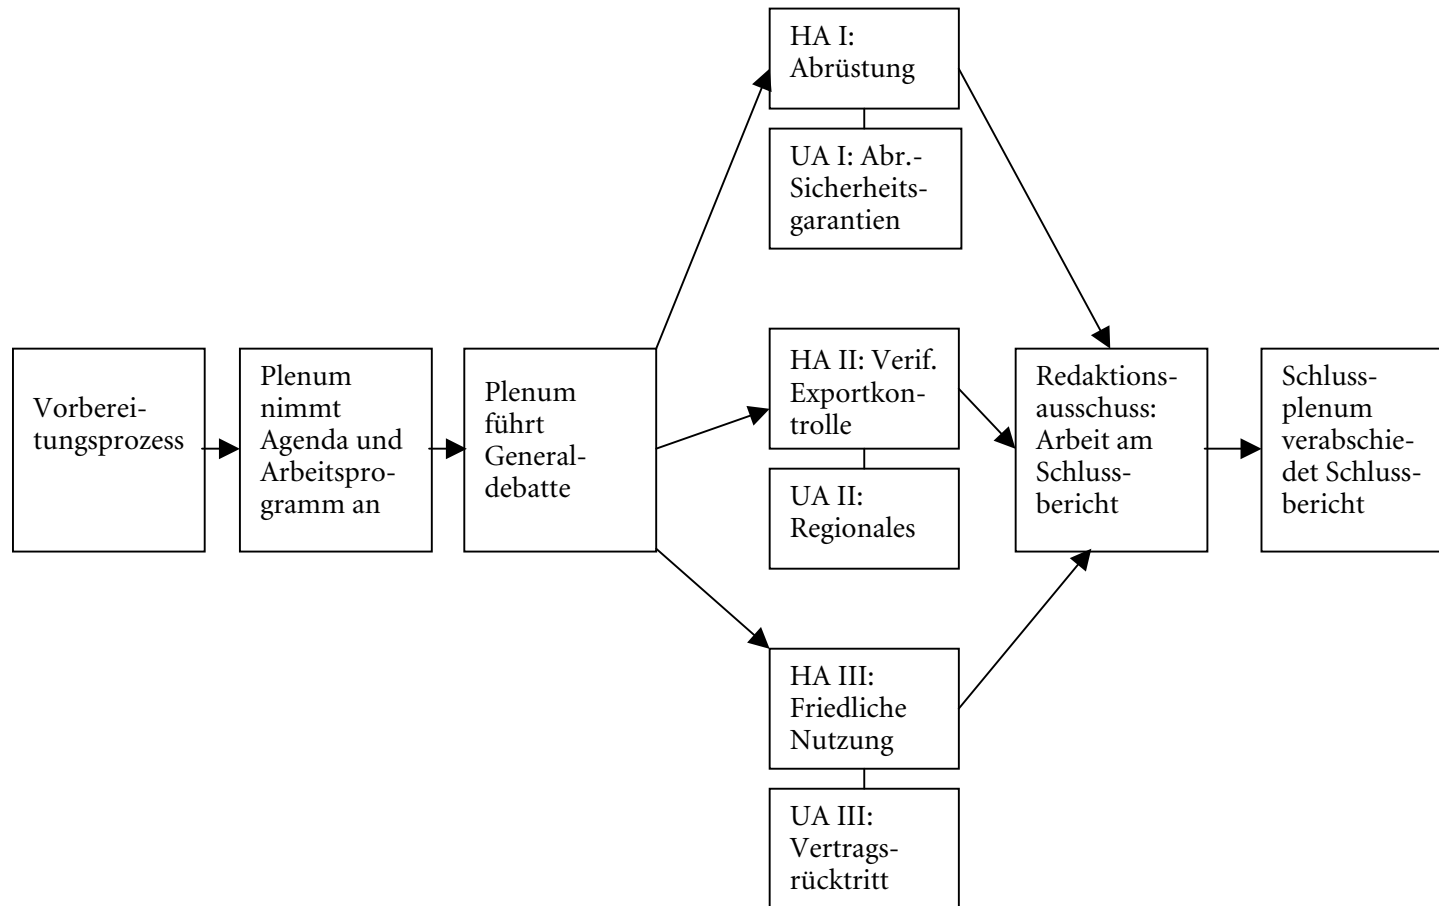 Vorberei-
tungsprozess
Plenum
nimmt
Agenda und
Arbeitspro-
gramm an
Plenum
führt
General-
debatte
HA I:
Abrüstung
UA I: Abr.-
Sicherheits-
garantien
HA II: Verif.
Exportkon-
trolle
UA II:
Regionales
HA III:
Friedliche
Nutzung
UA III:
Vertrags-
rücktritt
Redaktions-
ausschuss:
Arbeit am
Schluss-
bericht
Schluss-
plenum
verabschie-
det Schluss-
bericht